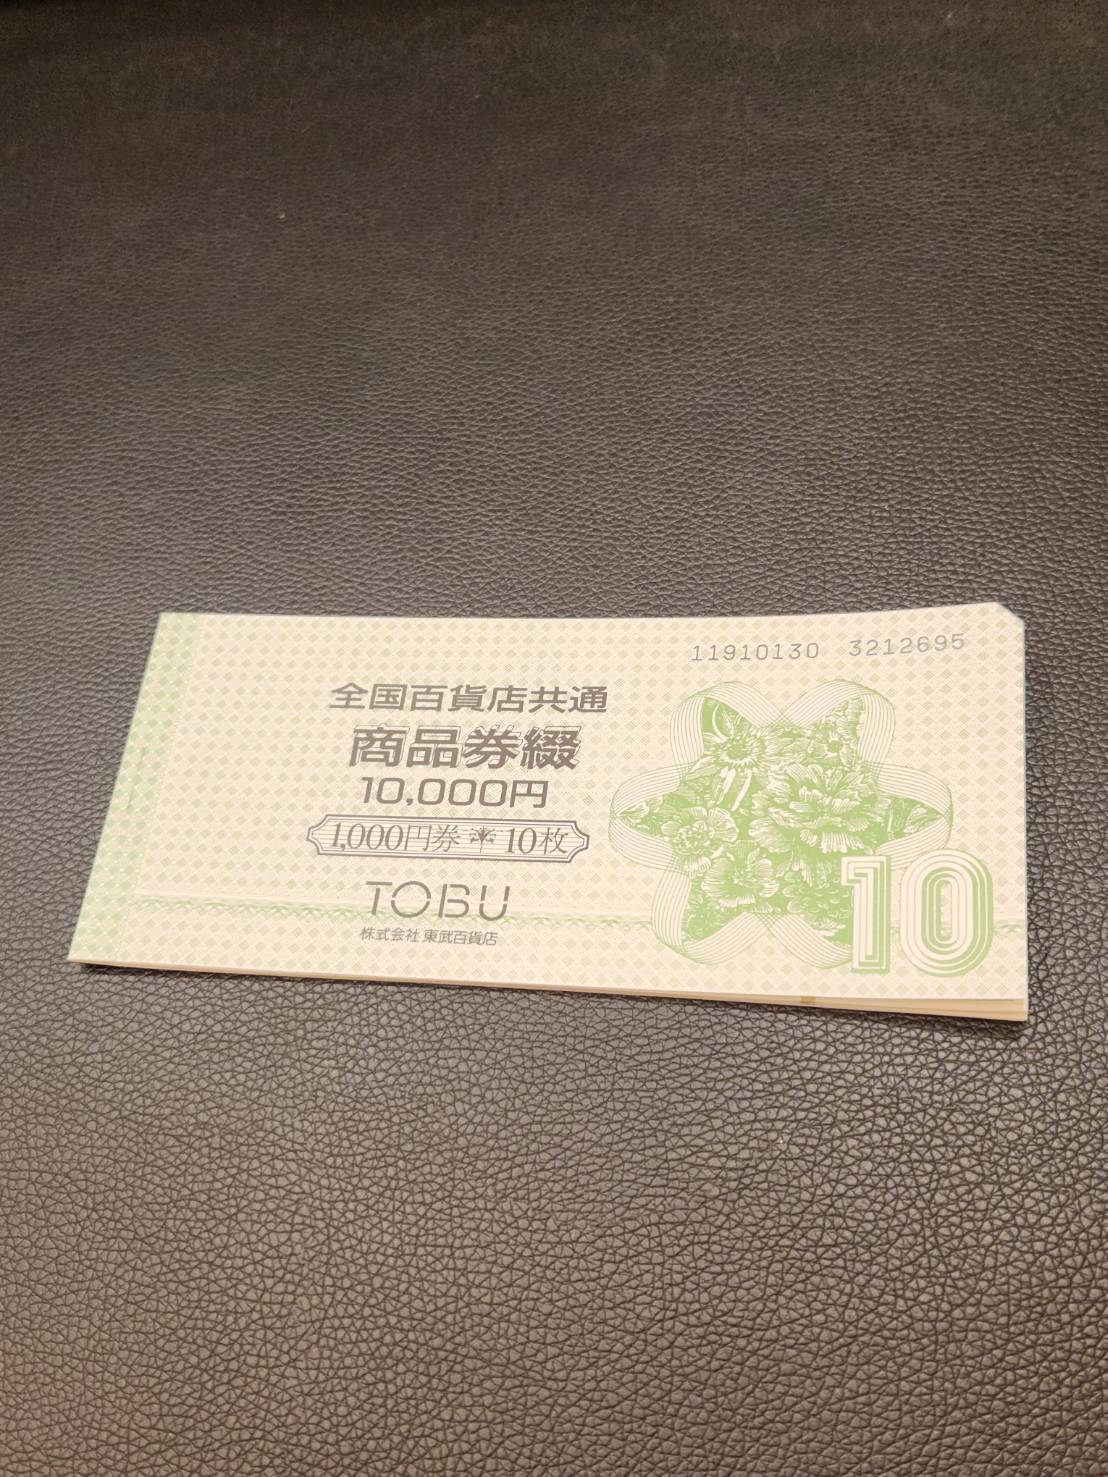 11910130 3212695
全国百貨店共通
商品券綴
10,000円
1,000円券 10枚
TOBU
株式会社 東武百貨店
10